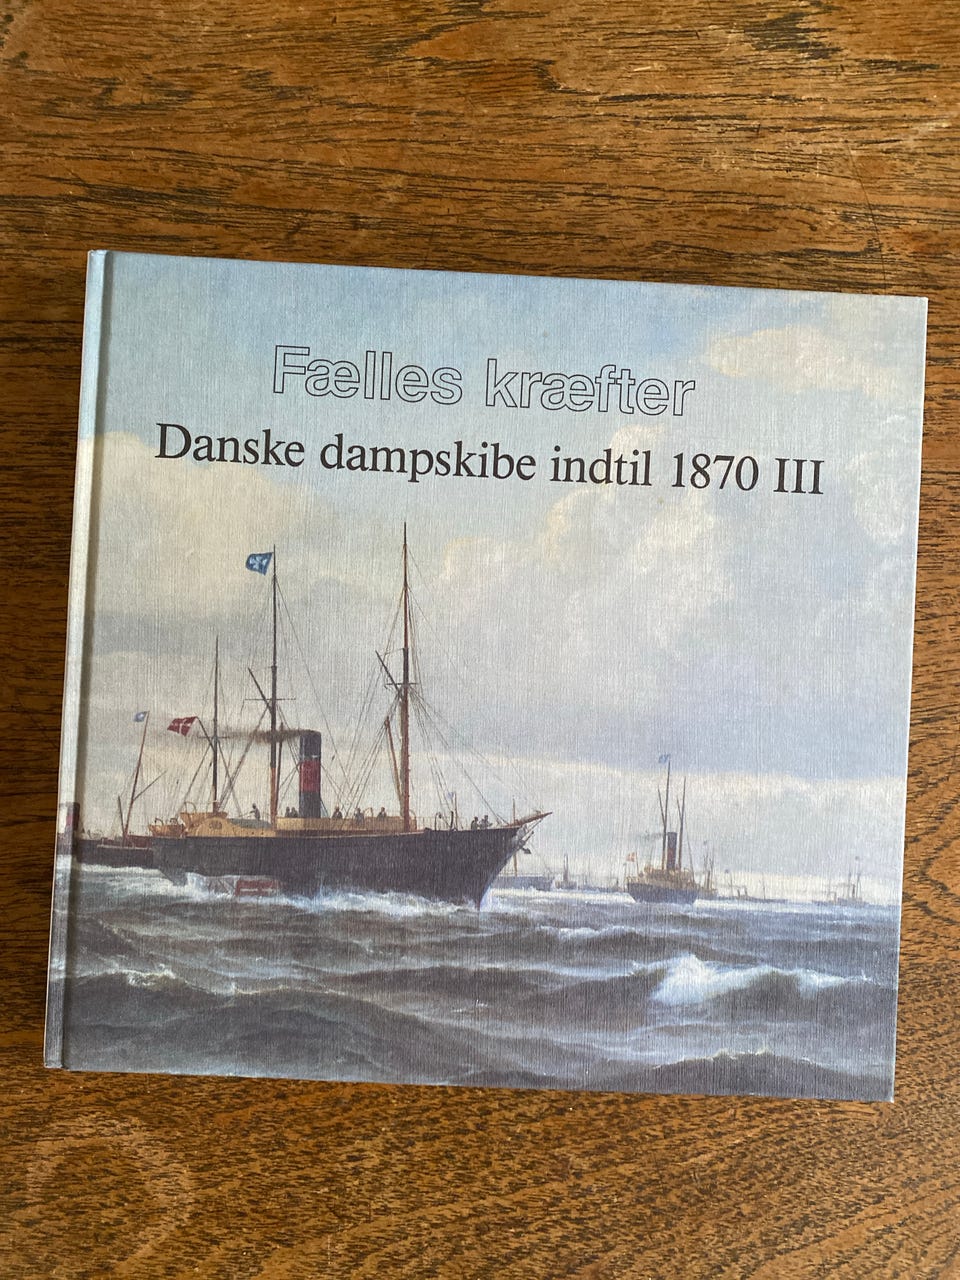 Fælles kræfter
Danske dampskibe indtil 1870 III